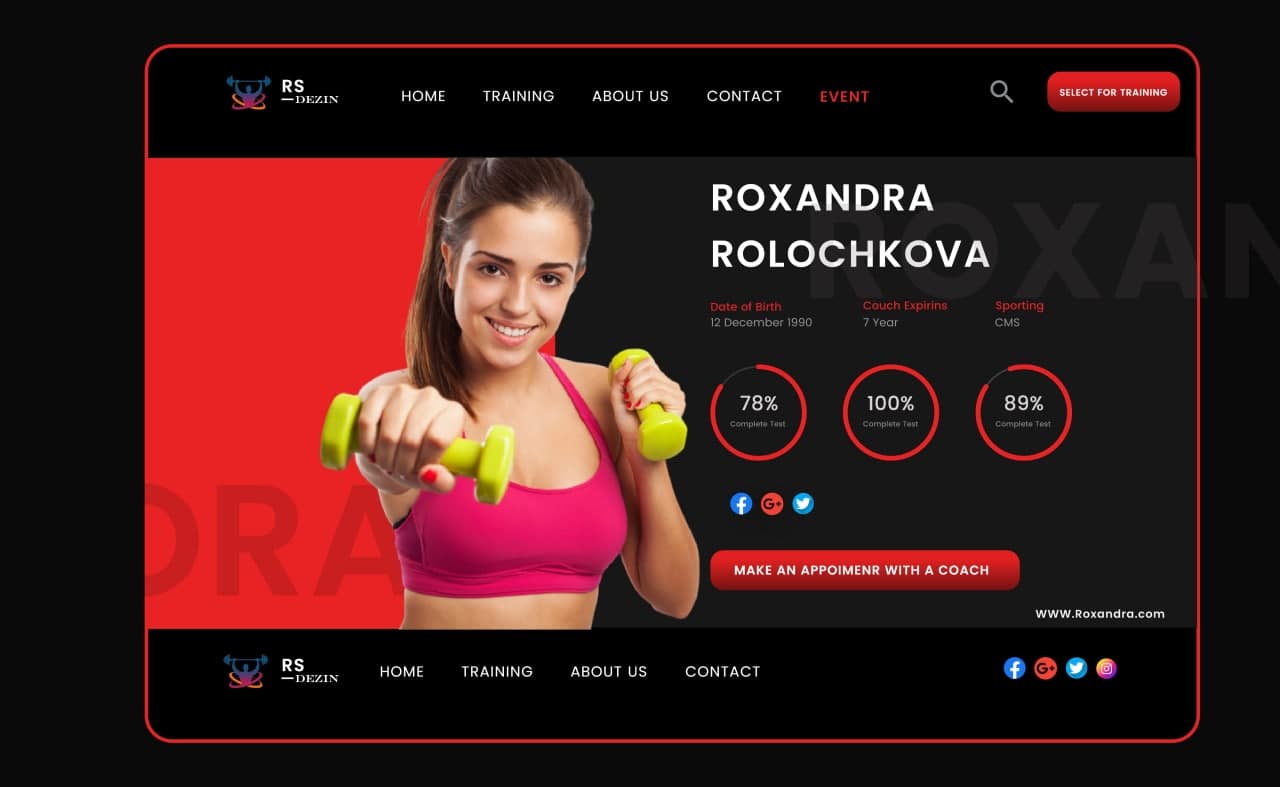 RS
DEZIN
HOME TRAINING ABOUT US CONTACT EVENT
SELECT FOR TRAINING
ROXANDRA
ROLOCHKOVA
ROXAN
Date of Birth Couch Expirins Sporting
12 December 1990 7 Year CMS
78% 100% 89%
Complete Test Complete Test Complete Test
DRA
G+
MAKE AN APPOIMENR WITH A COACH
WWW.Roxandra.com
RS
DEZIN
HOME TRAINING ABOUT US CONTACT
G+